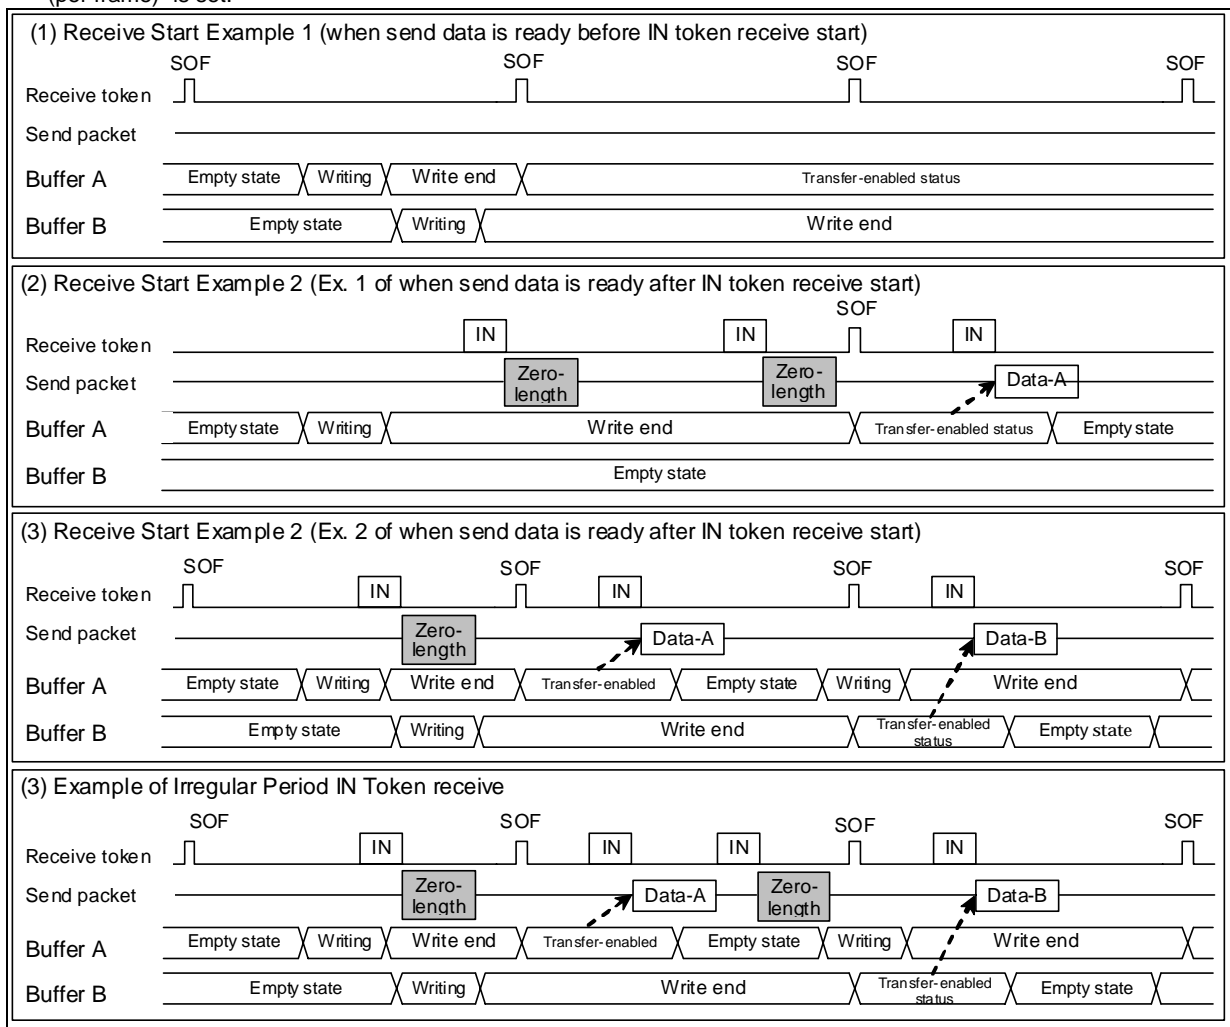 (per frame)" is set.
(1) Receive Start Example 1 (when send data is ready before IN token receive start)
SOF SOF SOF SOF
Receive token
Send packet
Buffer A Empty state Writing Write end Transfer-enabled status
Buffer B Empty state Writing Write end
(2) Receive Start Example 2 (Ex. 1 of when send data is ready after IN token receive start)
SOF
IN IN IN
Receive token
Send packet Zero- Zero- Data-A
length length
Buffer A Empty state Writing Write end Transfer-enabled status Empty state
Buffer B Empty state
(3) Receive Start Example 2 (Ex. 2 of when send data is ready after IN token receive start)
SOF SOF SOF SOF
Receive token IN IN IN
Send packet Zero- Data-A Data-B
length
Buffer A Empty state Writing Write end Transfer-enabled Empty state Writing Write end
Buffer B Empty state Writing Write end Transfer-enabled Empty state
status
(3) Example of Irregular Period IN Token receive
SOF SOF SOF SOF
Receive token IN IN IN IN
Send packet Zero- Data-A Zero- Data-B
length length
Buffer A Empty state Writing Write end Transfer-enabled Empty state Writing Write end
Buffer B Empty state Writing Write end Transfer-enabled Empty state
status